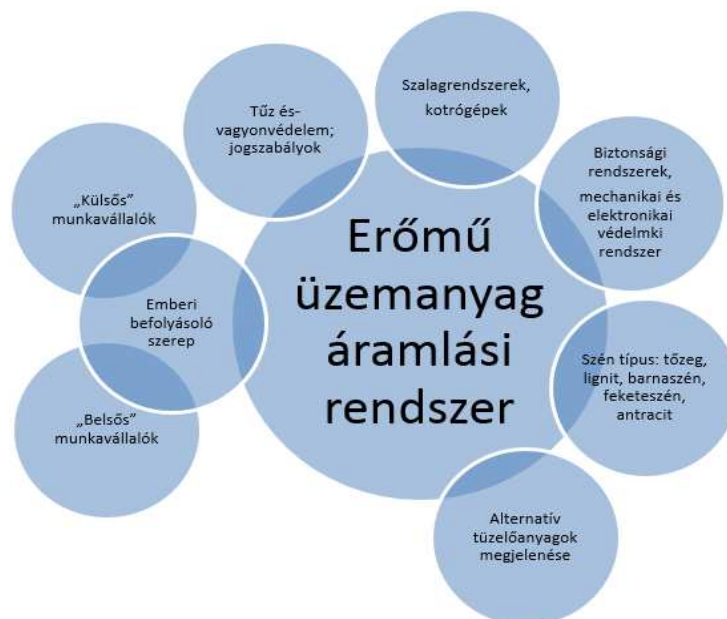 Szalagrendszerek,
kotrógépek
Tűz és-
vagyonvédelem;
jogszabályok
Biztonsági
rendszerek,
mechanikai és
elektronikai
védelmki
rendszer
„Külsős”
munkavállalók
Erőmű
üzemanyag
áramlási
rendszer
Emberi
befolyásoló
szerep
Szén típus: tőzeg,
lignit, barnaszén,
feketeszén,
antracit
„Belsős”
munkavállalók
Alternatív
tüzelőanyagok
megjelenése